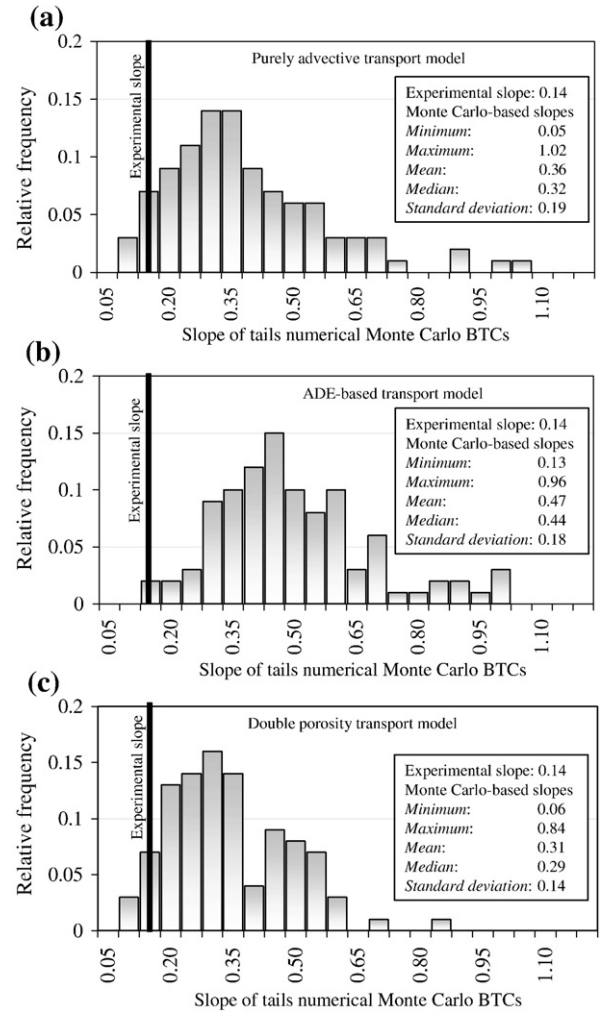 (a)
0.2
0.15
0.1
0.05
0
Relative frequency
Experimental slope
Purely advective transport model
Experimental slope: 0.14
Monte Carlo-based slopes
Minimum: 0.05
Maximum: 1.02
Mean: 0.36
Median: 0.32
Standard deviation: 0.19
0.05 0.20 0.35 0.50 0.65 0.80 0.95 1.10
Slope of tails numerical Monte Carlo BTCs
(b)
0.2
0.15
0.1
0.05
0
Relative frequency
Experimental slope
ADE-based transport model
Experimental slope: 0.14
Monte Carlo-based slopes
Minimum: 0.13
Maximum: 0.96
Mean: 0.47
Median: 0.44
Standard deviation: 0.18
0.05 0.20 0.35 0.50 0.65 0.80 0.95 1.10
Slope of tails numerical Monte Carlo BTCs
(c)
0.2
0.15
0.1
0.05
0
Relative frequency
Experimental slope
Double porosity transport model
Experimental slope: 0.14
Monte Carlo-based slopes
Minimum: 0.06
Maximum: 0.84
Mean: 0.31
Median: 0.29
Standard deviation: 0.14
0.05 0.20 0.35 0.50 0.65 0.80 0.95 1.10
Slope of tails numerical Monte Carlo BTCs